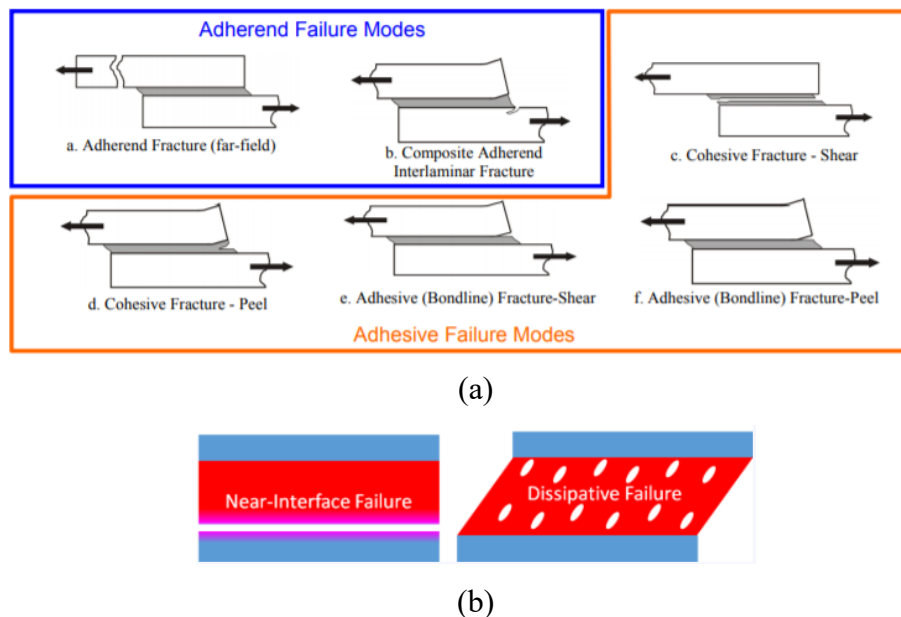 Adherend Failure Modes
a. Adherend Fracture (far-field)
b. Composite Adherend
Interlaminar Fracture
c. Cohesive Fracture - Shear
d. Cohesive Fracture - Peel
e. Adhesive (Bondline) Fracture-Shear
f. Adhesive (Bondline) Fracture-Peel
Adhesive Failure Modes
(a)
Near-Interface Failure
Dissipative Failure
(b)